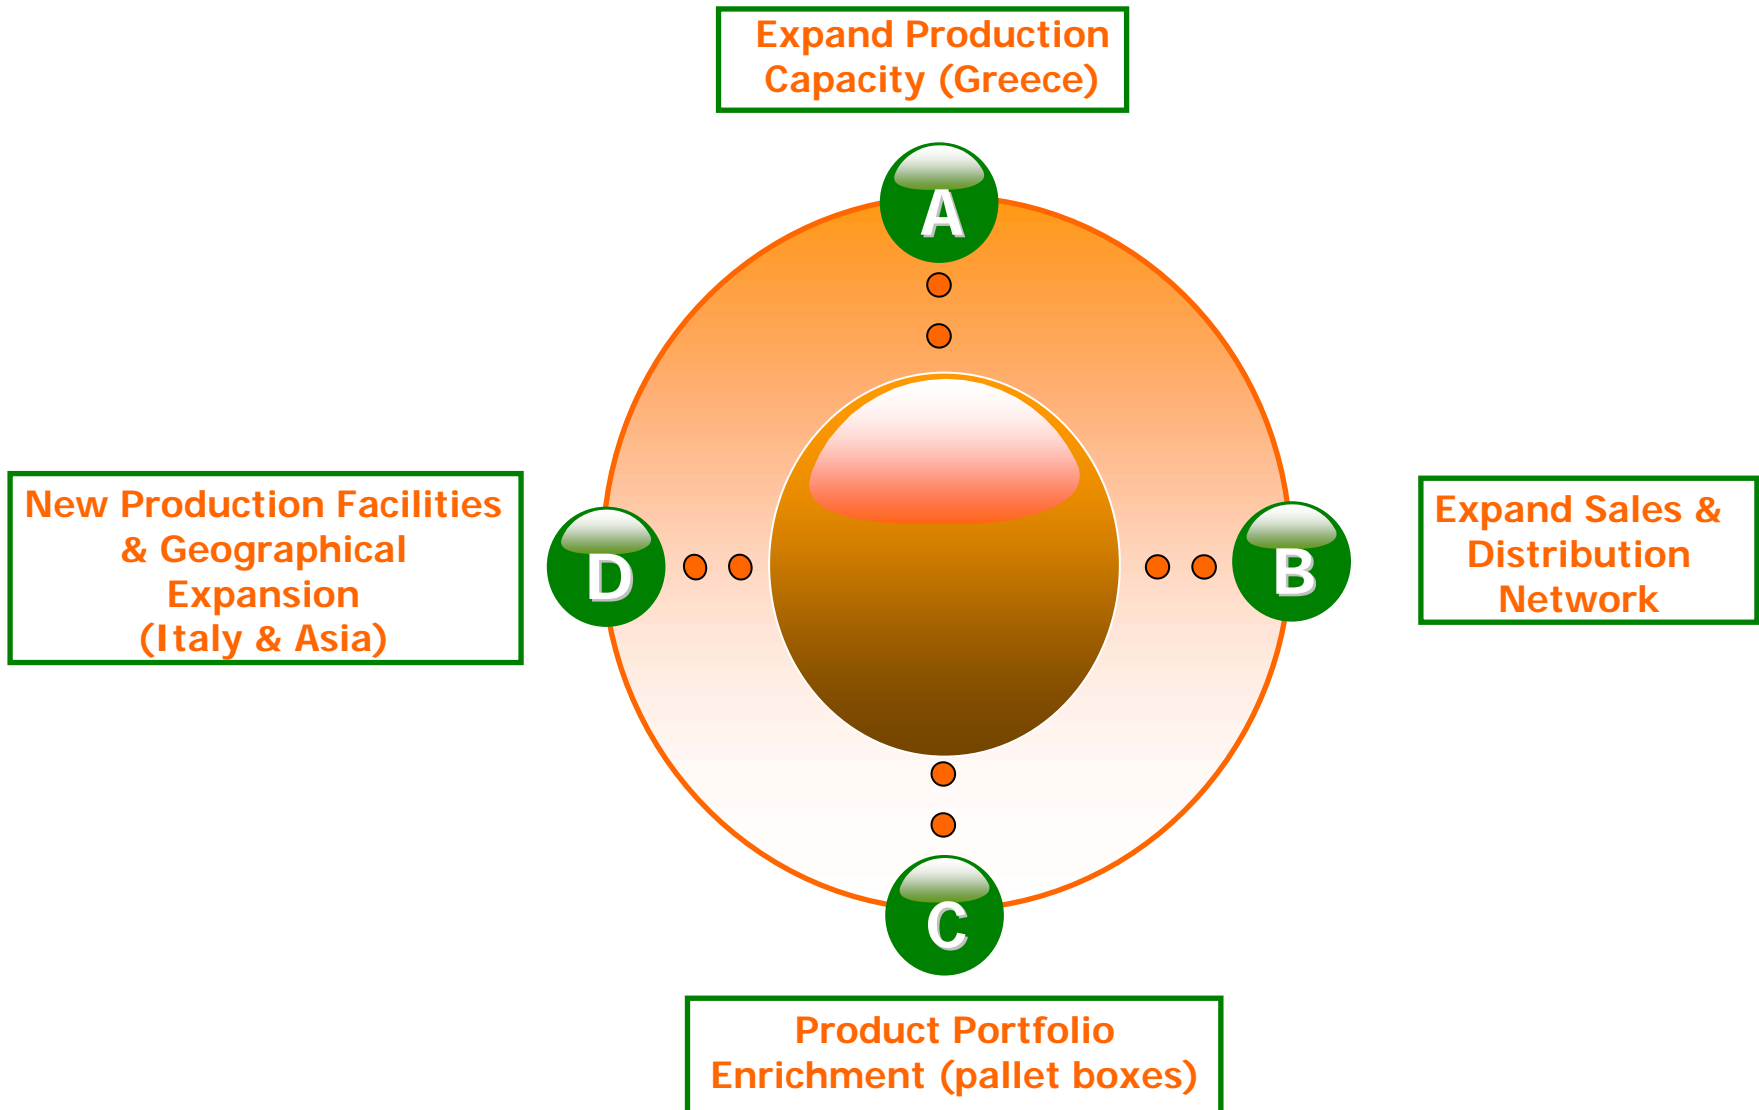 Expand Production
Capacity (Greece)
A
New Production Facilities
& Geographical
Expansion
(Italy & Asia)
D
B
Expand Sales &
Distribution
Network
C
Product Portfolio
Enrichment (pallet boxes)